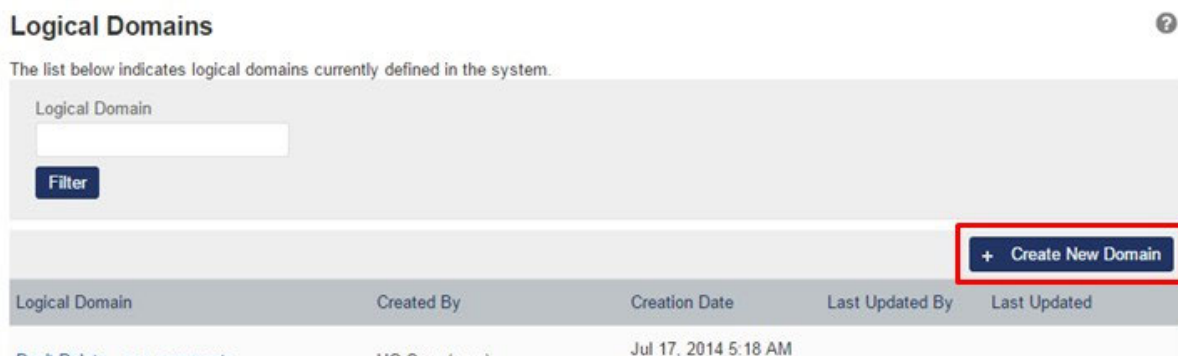 Logical Domains
The list below indicates logical domains currently defined in the system.
Logical Domain
Filter
+ Create New Domain
Logical Domain Created By Creation Date Last Updated By Last Updated
Jul 17, 2014 5:18 AM